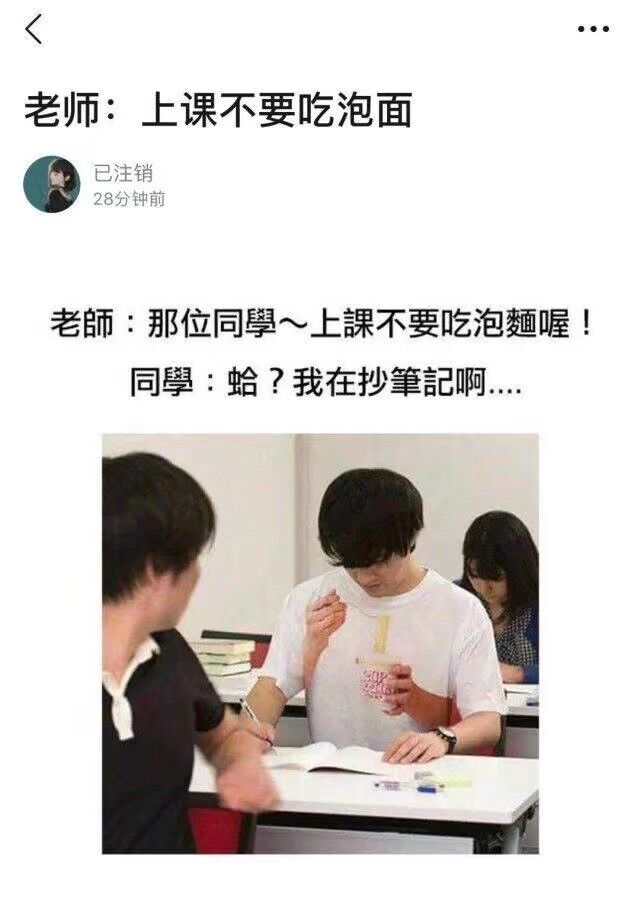 老师：上课不要吃泡面
已注销
28分钟前
老師：那位同學～上課不要吃泡麵喔！
同學：蛤？我在抄筆記啊....
CUP